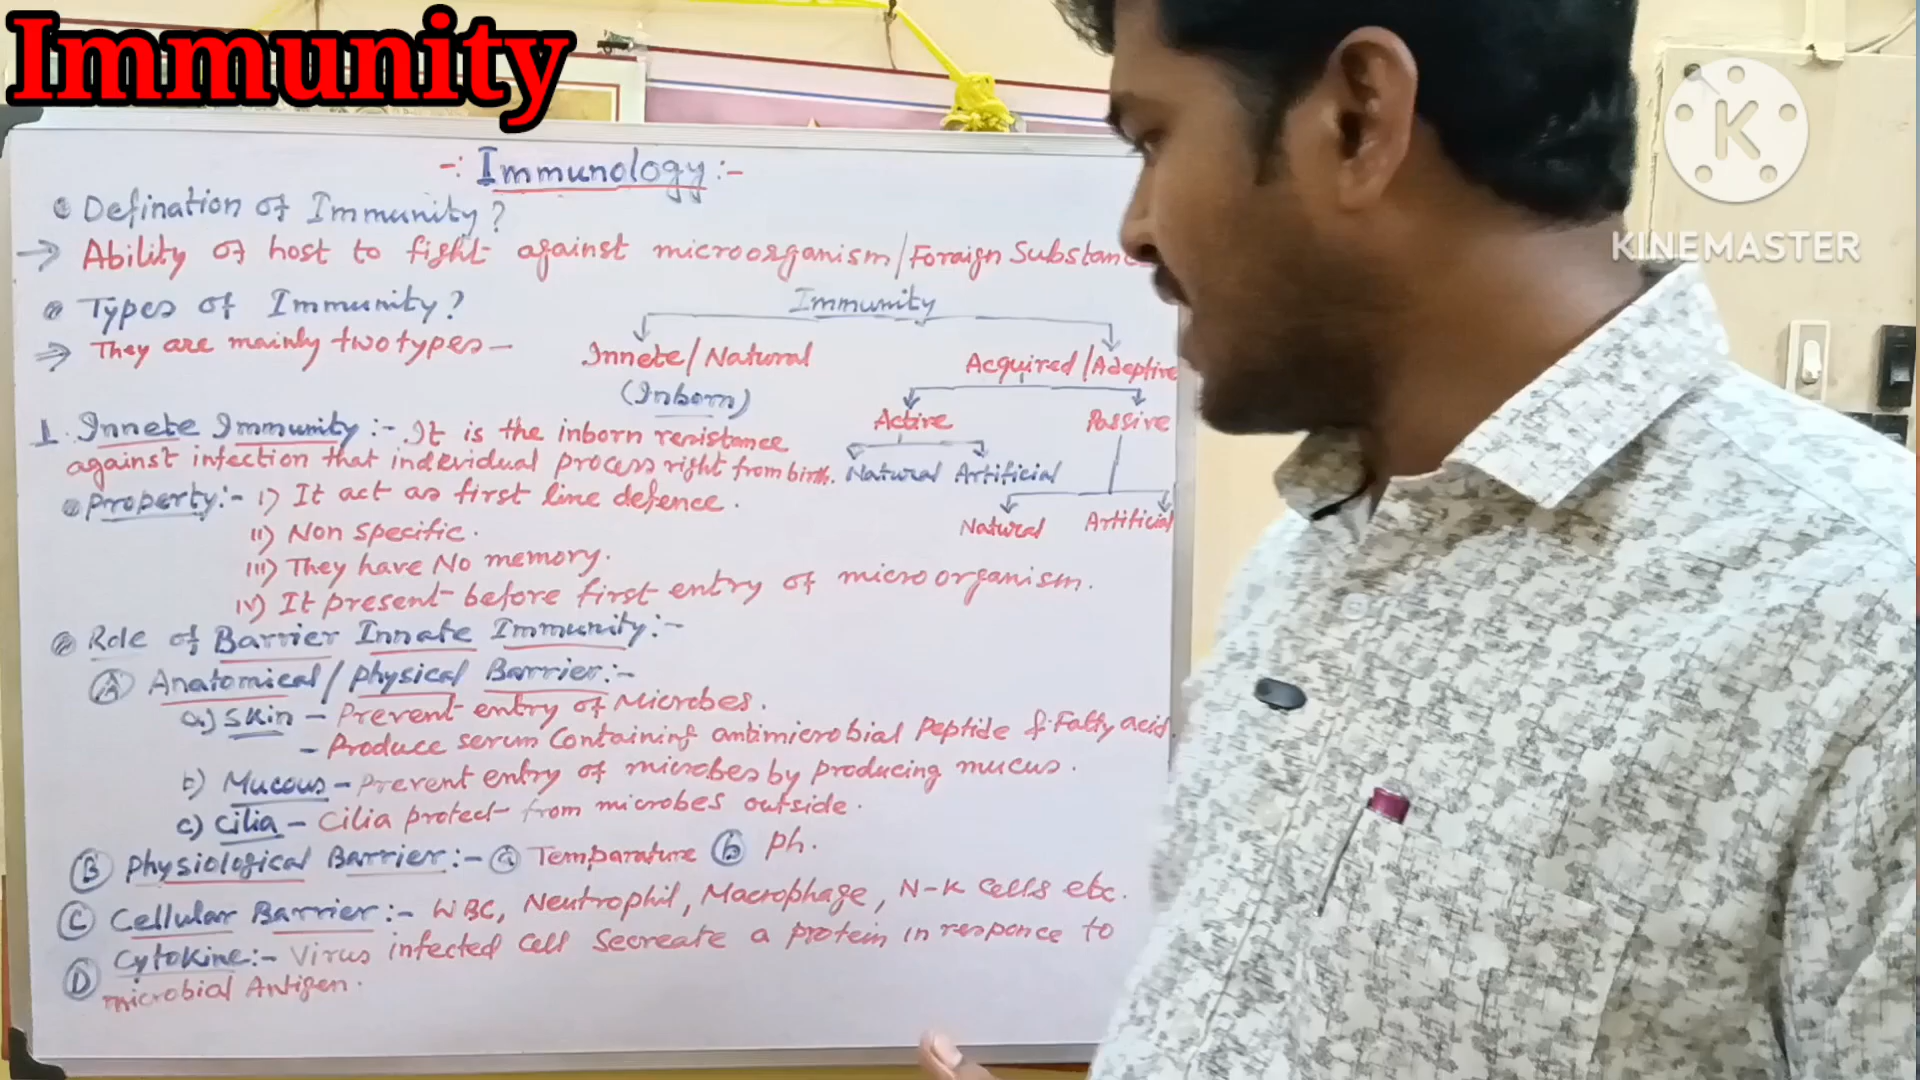 Immunity
KINEMASTER
-: Immunology :-
Defination of Immunity?
→ Ability of host to fight against microorganism/Foraign Substanc
Types of Immunity?
Immunity
⇒ They are mainly two types –
Innete/Natural
Acquired/Adeptive
(Inborn)
Active
Passive
1. Innete Immunity :- It is the inborn resistance
against infection that individual process right from birth.
Natural Artificial
Natural
Artificial
Property :- i) It act as first line defence.
ii) Non specific.
iii) They have No memory.
iv) It present before first entry of microorganism.
Role of Barrier Innate Immunity :-
(A) Anatomical/Physical Barrier :-
a) Skin – Prevent entry of Microbes.
– Produce serum Containing antimicrobial Peptide & Fatty acid.
b) Mucous – Prevent entry of microbes by producing mucus.
c) Cilia – Cilia protect from microbes outside.
(B) Physiological Barrier :- (a) Temparature (b) Ph.
(C) Cellular Barrier :- WBC, Neutrophil, Macrophage, N-K Cells etc.
(D) Cytokine :- Virus infected Cell Secreate a protein in responce to
microbial Antigen.